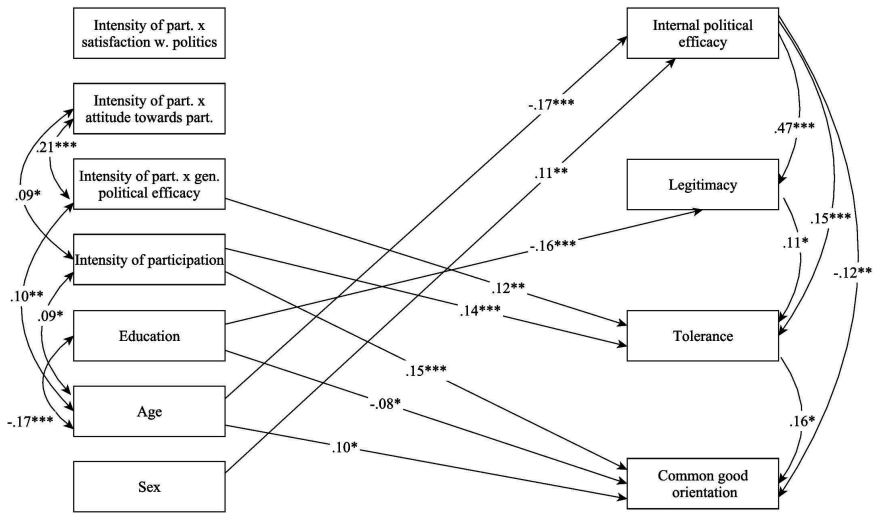 Intensity of part. x
satisfaction w. politics
Internal political
efficacy
Intensity of part. x
attitude towards part.
-.17***
.21***
.47***
Intensity of part. x gen.
political efficacy
.11**
Legitimacy
.09*
.15***
-.16***
.11*
Intensity of participation
-.12**
.10**
.12**
.09*
.14***
Education
Tolerance
.15***
-.08*
Age
-.17***
.16*
.10*
Sex
Common good
orientation